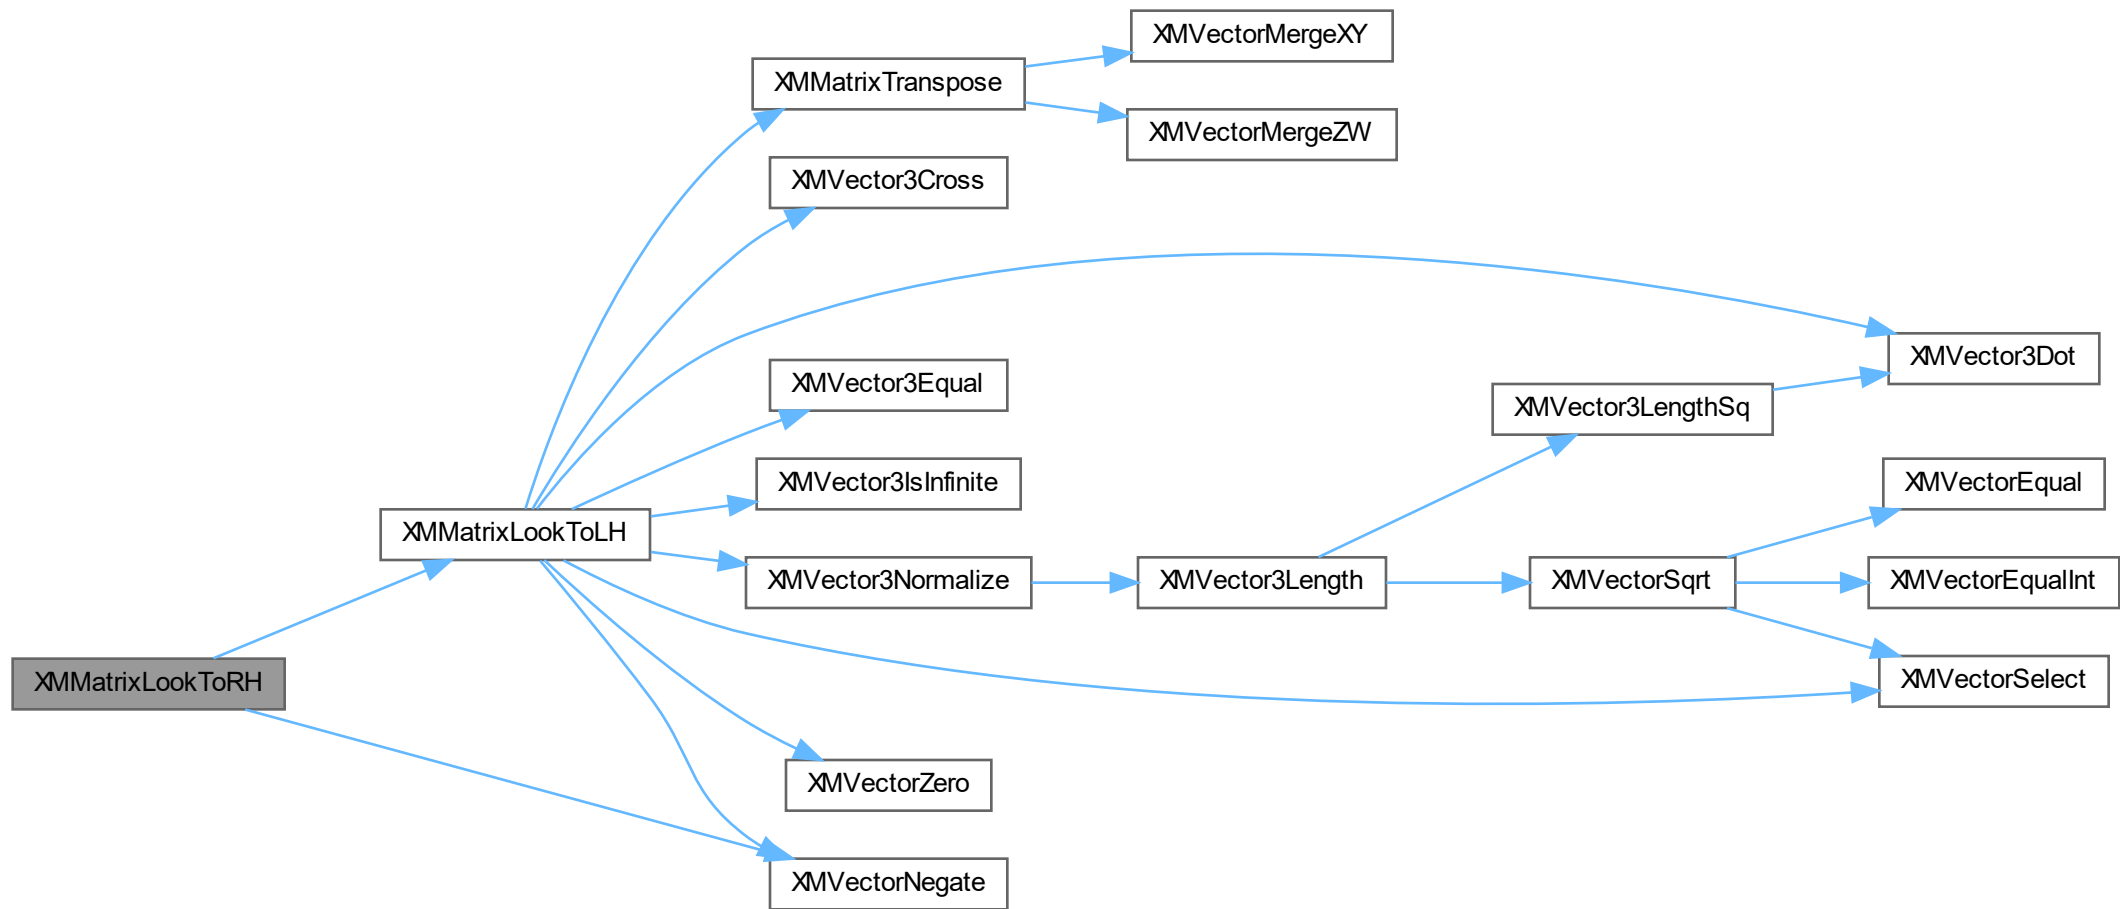 XMVectorMergeXY
XMMatrixTranspose
XMVectorMergeZW
XMVector3Cross
XMVector3Dot
XMVector3Equal
XMVector3LengthSq
XMVector3IsInfinite
XMVectorEqual
XMMatrixLookToLH
XMVector3Normalize
XMVector3Length
XMVectorSqrt
XMVectorEqualInt
XMMatrixLookToRH
XMVectorSelect
XMVectorZero
XMVectorNegate